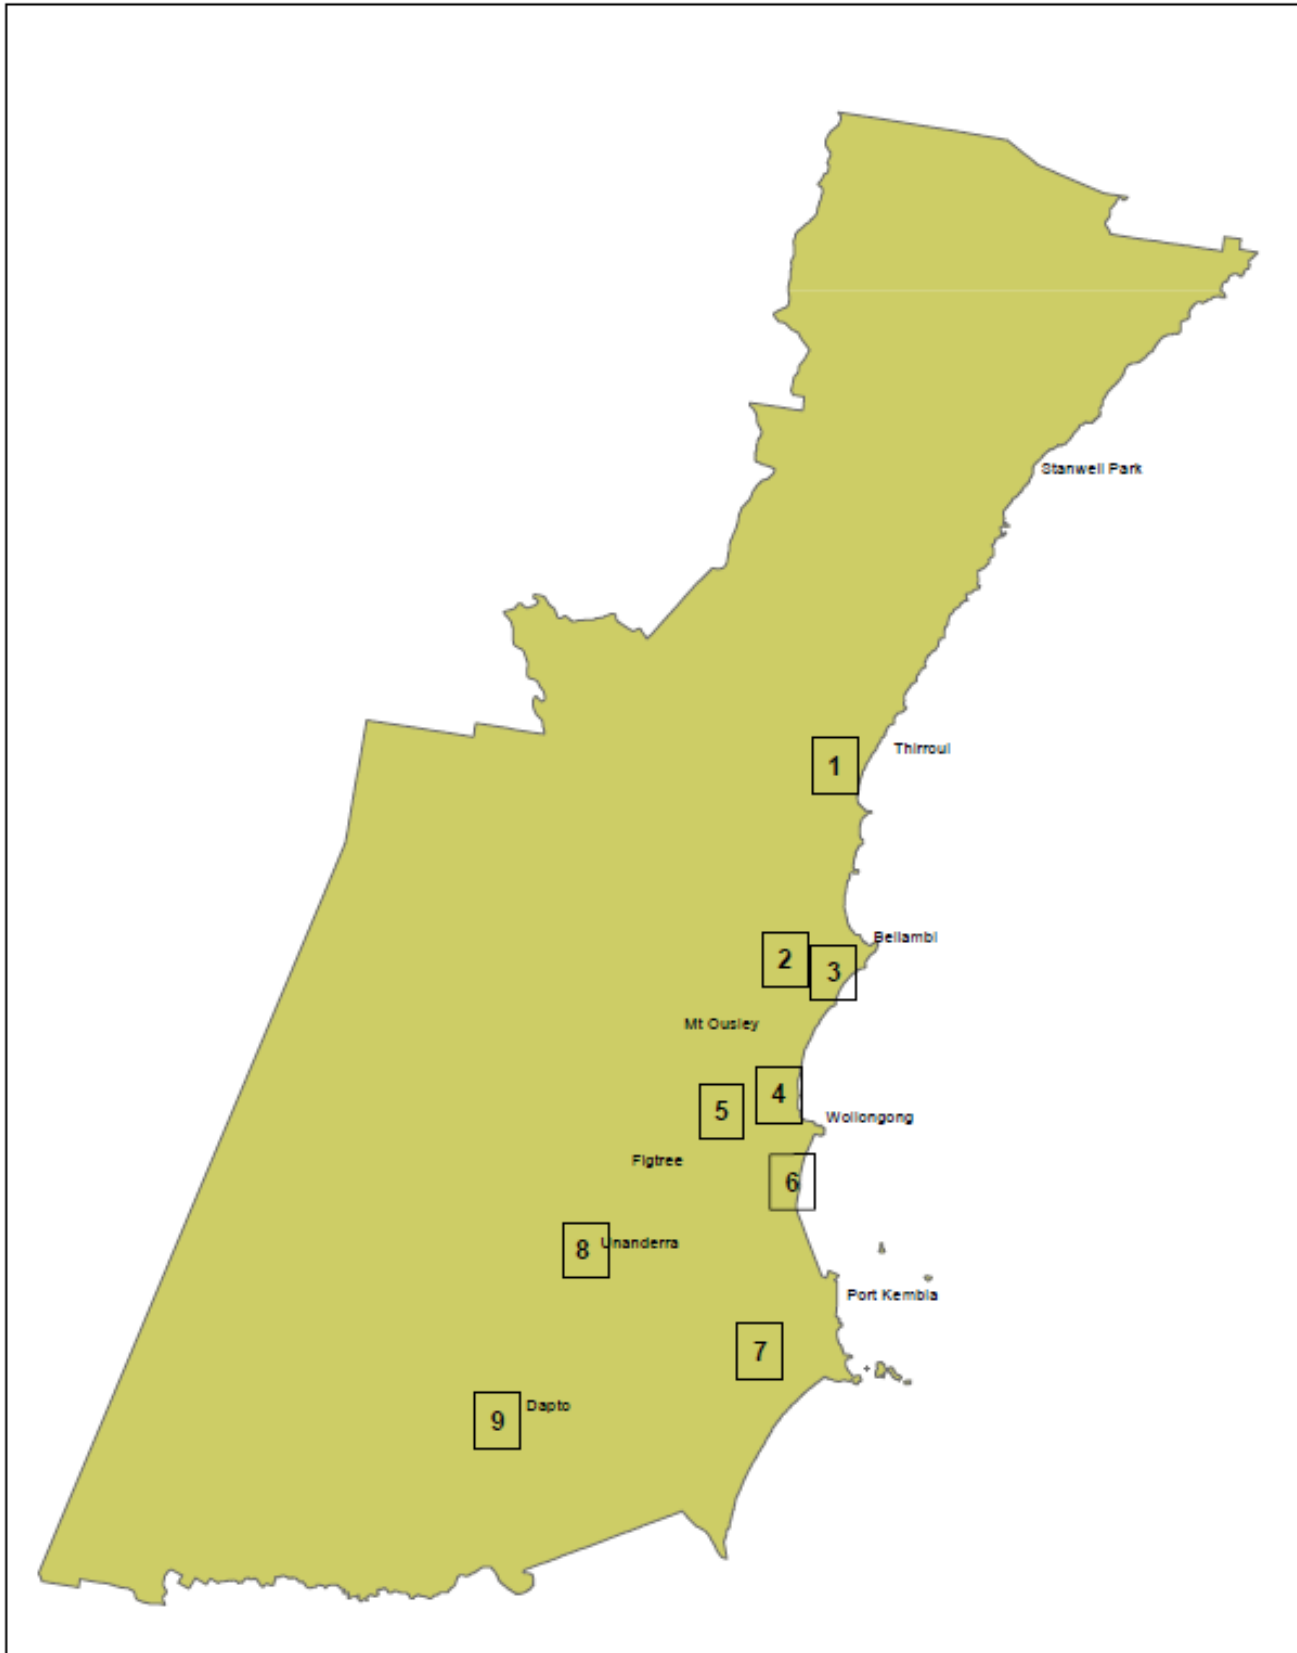 Stanwell Park
Thirroul
1
Bellambi
2
3
Mt Ousley
4
5
Wollongong
Figtree
6
Unanderra
8
Port Kembla
7
Dapto
9